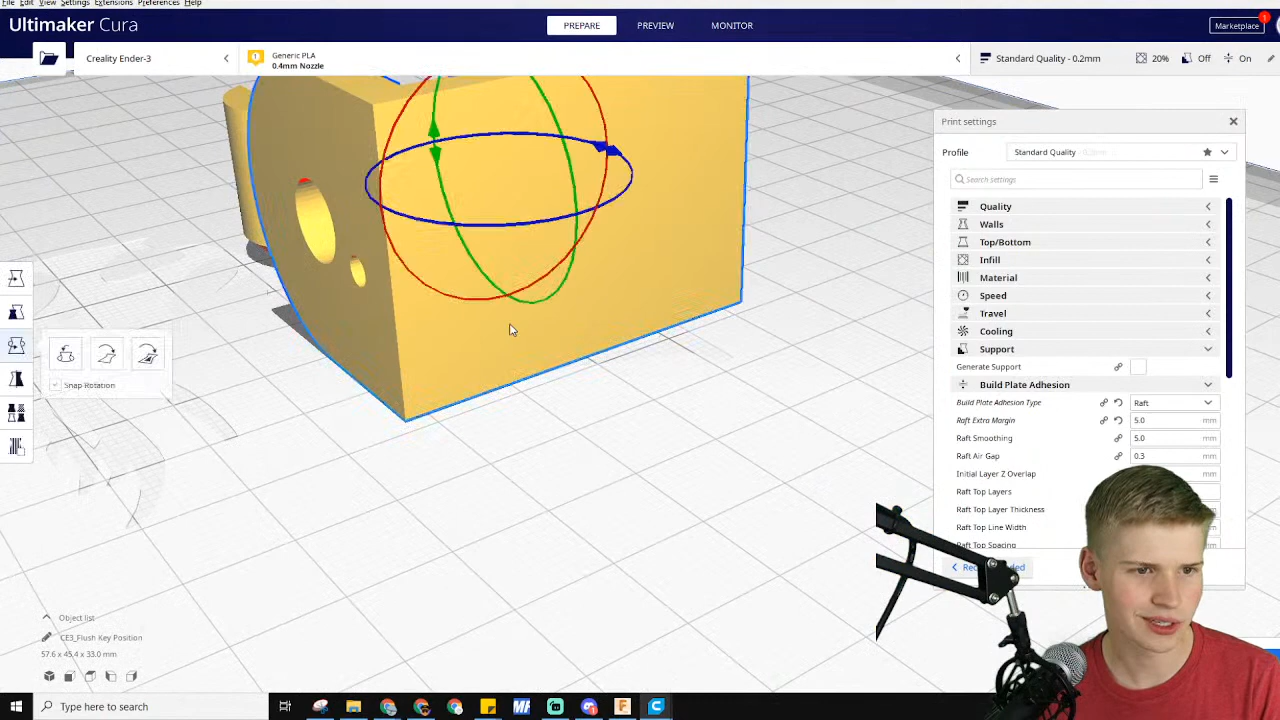 File Edit View Settings Extensions Preferences Help
Ultimaker Cura
PREPARE
PREVIEW
MONITOR
Marketplace
1
Creality Ender-3
1
Generic PLA
0.4mm Nozzle
Standard Quality - 0.2mm
20%
Off
On
Print settings
Profile
Standard Quality - 0.2mm
Search settings
Quality
Walls
Top/Bottom
Infill
Material
Speed
Travel
Cooling
Support
Generate Support
Build Plate Adhesion
Build Plate Adhesion Type
Raft
Raft Extra Margin
5.0
mm
Raft Smoothing
5.0
mm
Raft Air Gap
0.3
mm
Initial Layer Z Overlap
mm
Raft Top Layers
Raft Top Layer Thickness
Raft Top Line Width
Raft Top Spacing
Snap Rotation
Object list
CE3_Flush Key Position
57.6 x 45.4 x 33.0 mm
Type here to search